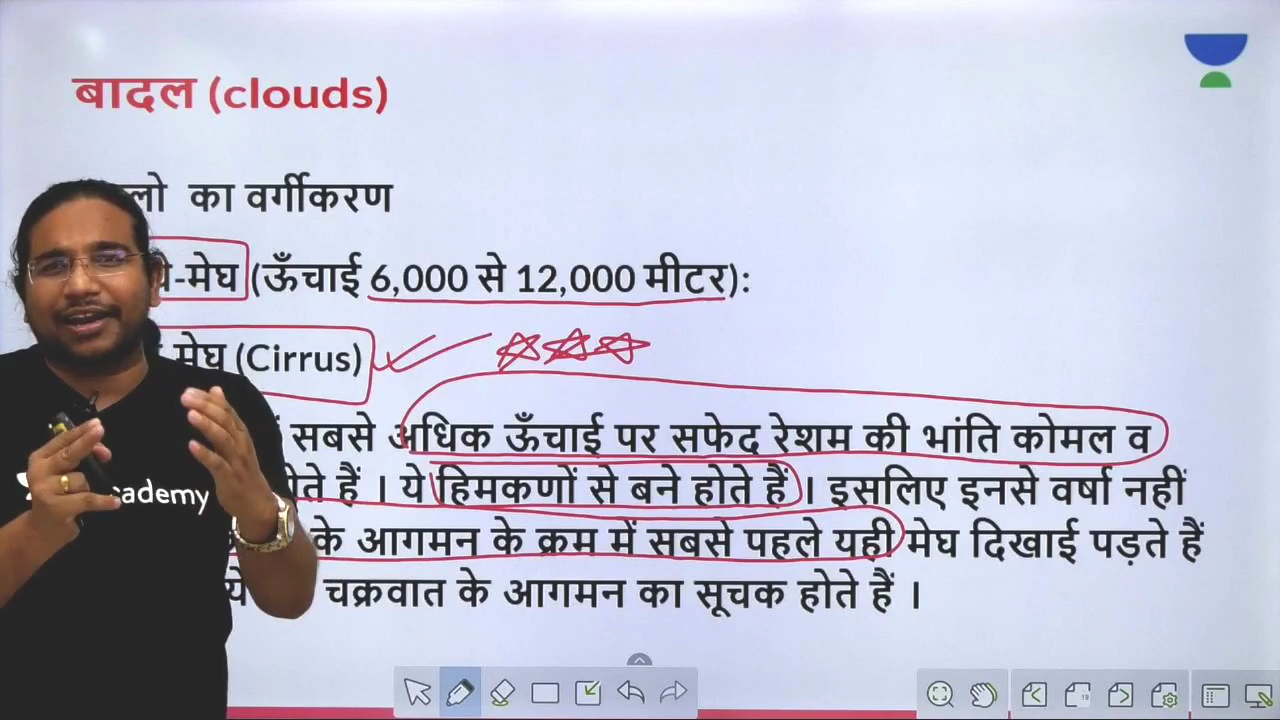 बादल (clouds)
का वर्गीकरण
मेघ (ऊँचाई 6,000 से 12,000 मीटर):
मेघ (Cirrus)
सबसे अधिक ऊँचाई पर सफेद रेशम की भांति कोमल व
होते हैं । ये हिमकणों से बने होते हैं । इसलिए इनसे वर्षा नहीं
के आगमन के क्रम में सबसे पहले यही मेघ दिखाई पड़ते हैं
ये चक्रवात के आगमन का सूचक होते हैं ।